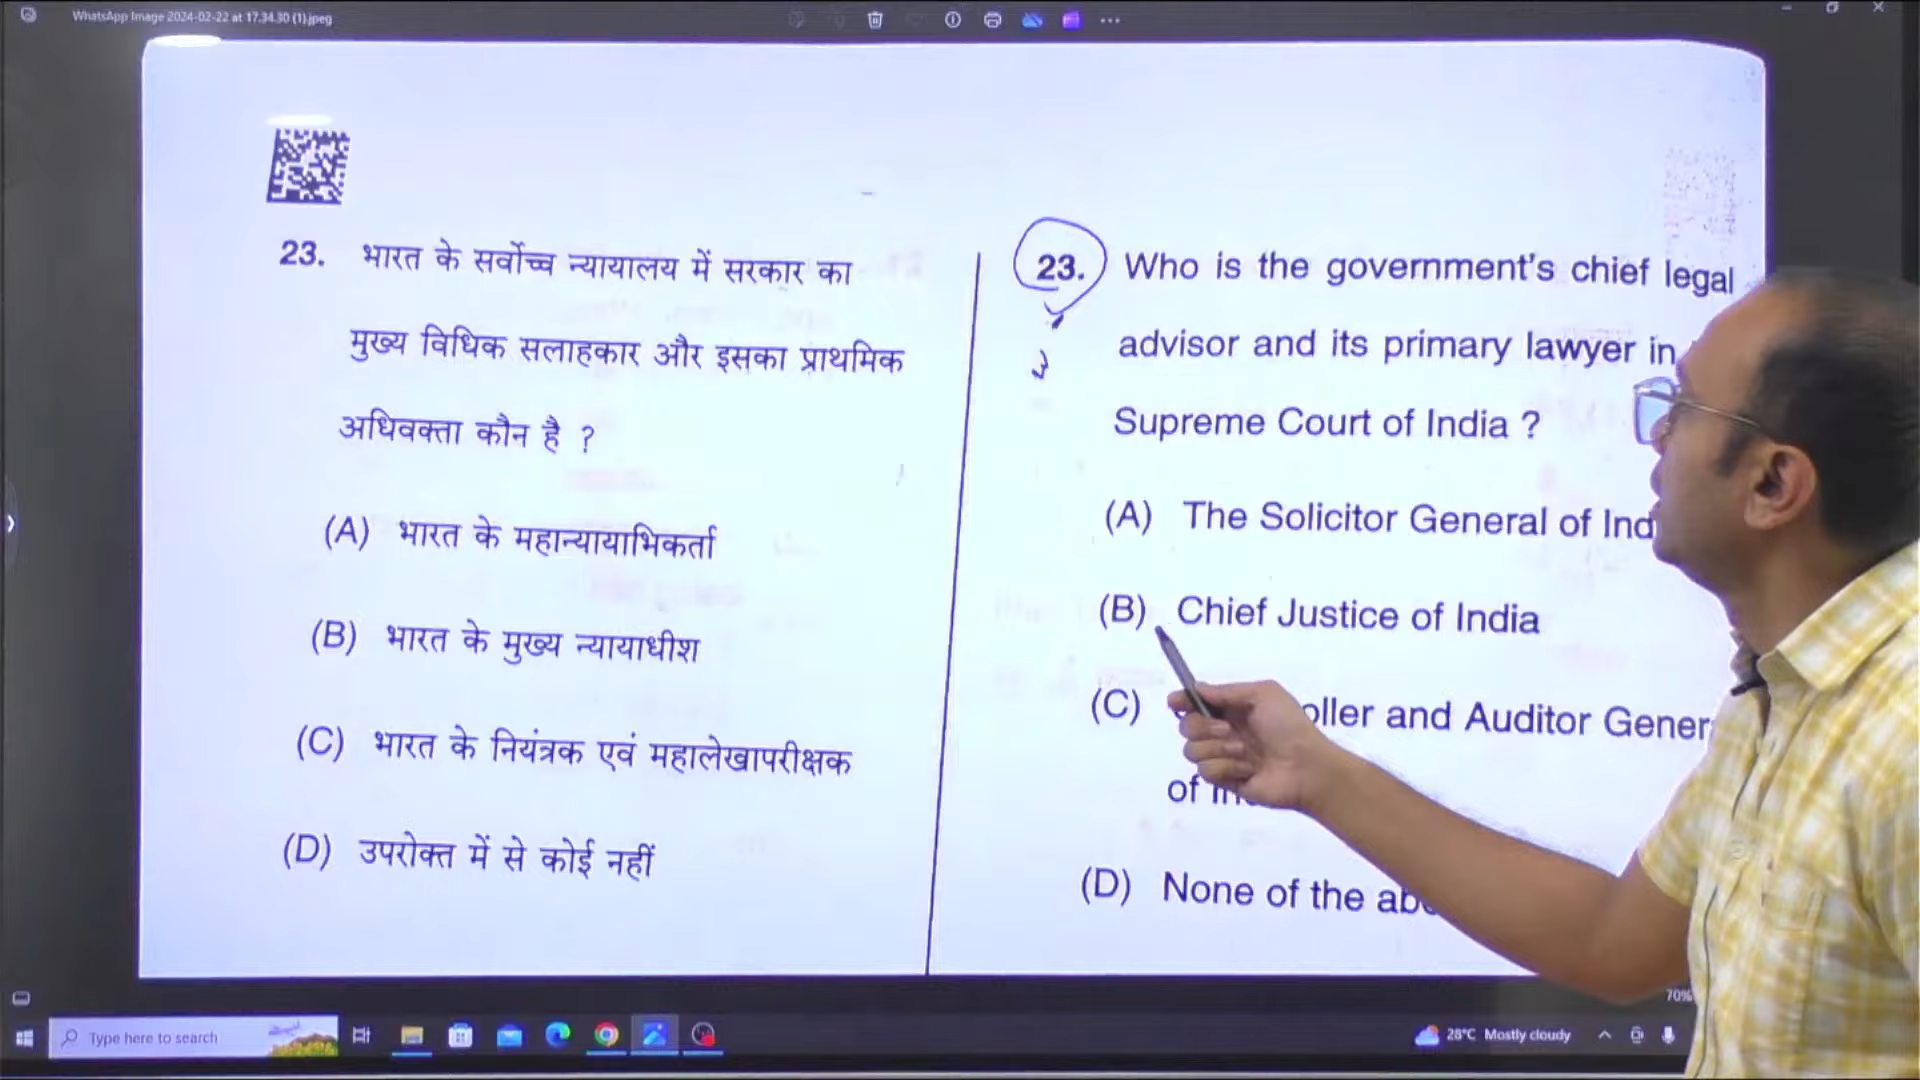 WhatsApp Image 2024-02-22 at 17.34.30 (1).jpeg
23. भारत के सर्वोच्च न्यायालय में सरकार का
मुख्य विधिक सलाहकार और इसका प्राथमिक
अधिवक्ता कौन है ?
(A) भारत के महान्यायाभिकर्ता
(B) भारत के मुख्य न्यायाधीश
(C) भारत के नियंत्रक एवं महालेखापरीक्षक
(D) उपरोक्त में से कोई नहीं
23. Who is the government's chief legal
advisor and its primary lawyer in
Supreme Court of India ?
(A) The Solicitor General of Ind
(B) Chief Justice of India
(C) oller and Auditor Gener
of
(D) None of the abo
70%
Type here to search
28°C Mostly cloudy